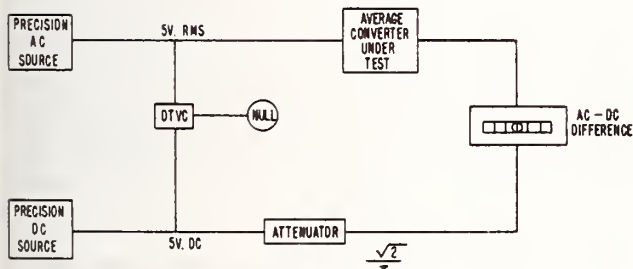 PRECISION
AC
SOURCE
5V. RMS
AVERAGE
CONVERTER
UNDER
TEST
DTVC
NULL
AC – DC
DIFFERENCE
PRECISION
DC
SOURCE
5V. DC
ATTENUATOR
√2